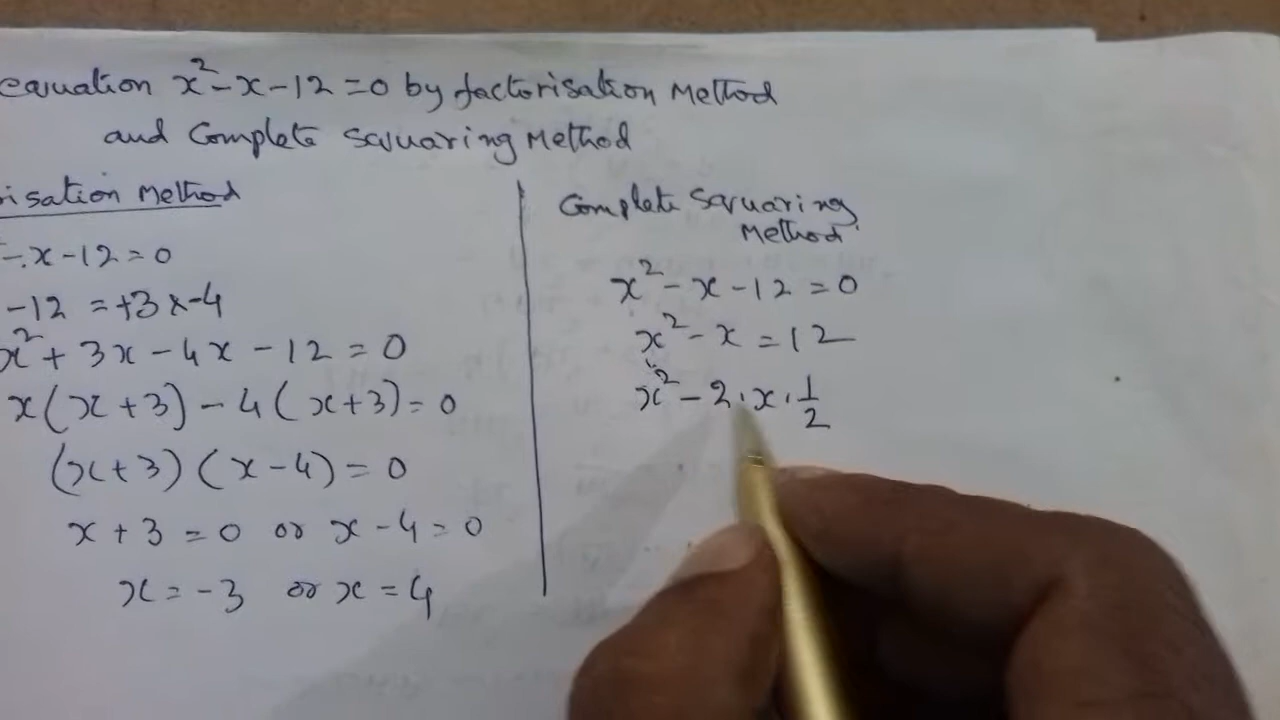 equation x² - x - 12 = 0 by factorisation Method
and Complete Squaring Method
risation Method
- x - 12 = 0
-12 = +3 x -4
x² + 3x - 4x - 12 = 0
x(x + 3) - 4(x + 3) = 0
(x + 3) (x - 4) = 0
x + 3 = 0 or x - 4 = 0
x = -3 or x = 4
Complete Squaring
Method
x² - x - 12 = 0
x² - x = 12
x² - 2 · x · 1/2